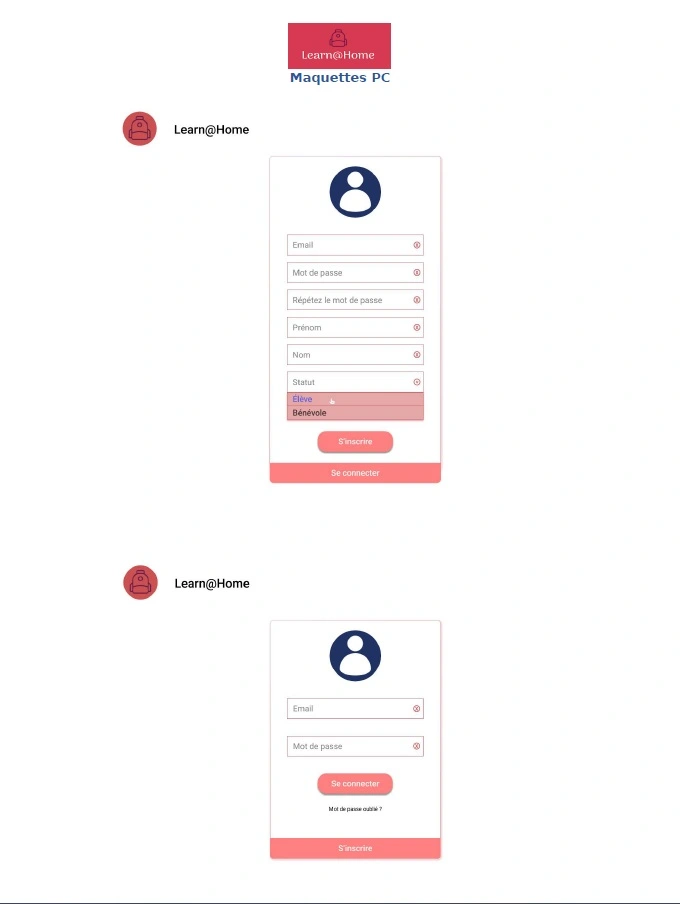 Learn@Home
Maquettes PC
Learn@Home
Email
Mot de passe
Répétez le mot de passe
Prénom
Nom
Statut
Élève
Bénévole
S'inscrire
Se connecter
Learn@Home
Email
Mot de passe
Se connecter
Mot de passe oublié ?
S'inscrire